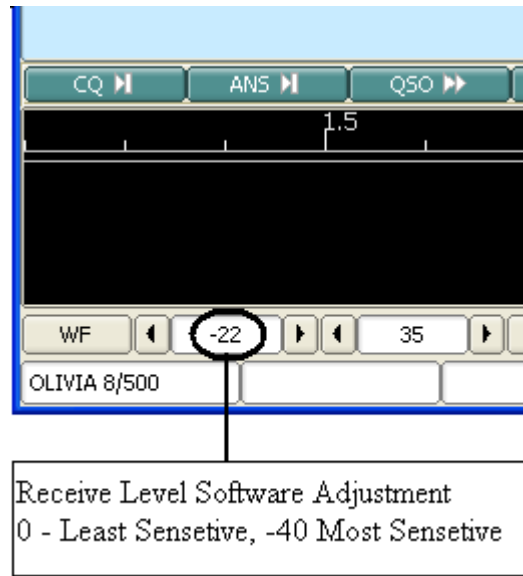 CQ ANS QSO
1.5
WF -22 35
OLIVIA 8/500
Receive Level Software Adjustment
0 - Least Sensetive, -40 Most Sensetive